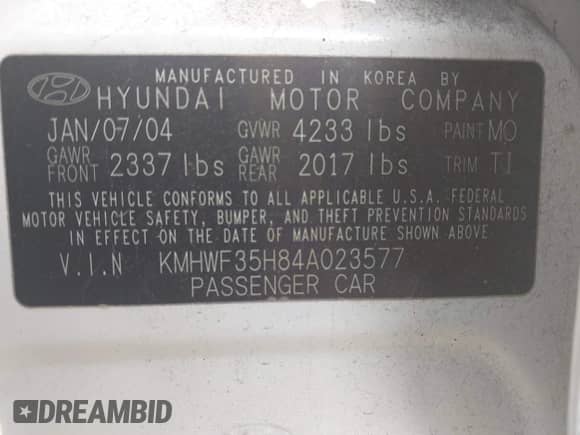 MANUFACTURED IN KOREA BY
HYUNDAI MOTOR COMPANY
JAN/07/04 GVWR 4233 lbs PAINT MO
GAWR FRONT 2337 lbs GAWR REAR 2017 lbs TRIM TI
THIS VEHICLE CONFORMS TO ALL APPLICABLE U.S.A. FEDERAL
MOTOR VEHICLE SAFETY, BUMPER, AND THEFT PREVENTION STANDARDS
IN EFFECT ON THE DATE OF MANUFACTURE SHOWN ABOVE
V.I.N KMHWF35H84A023577
PASSENGER CAR
DREAMBID